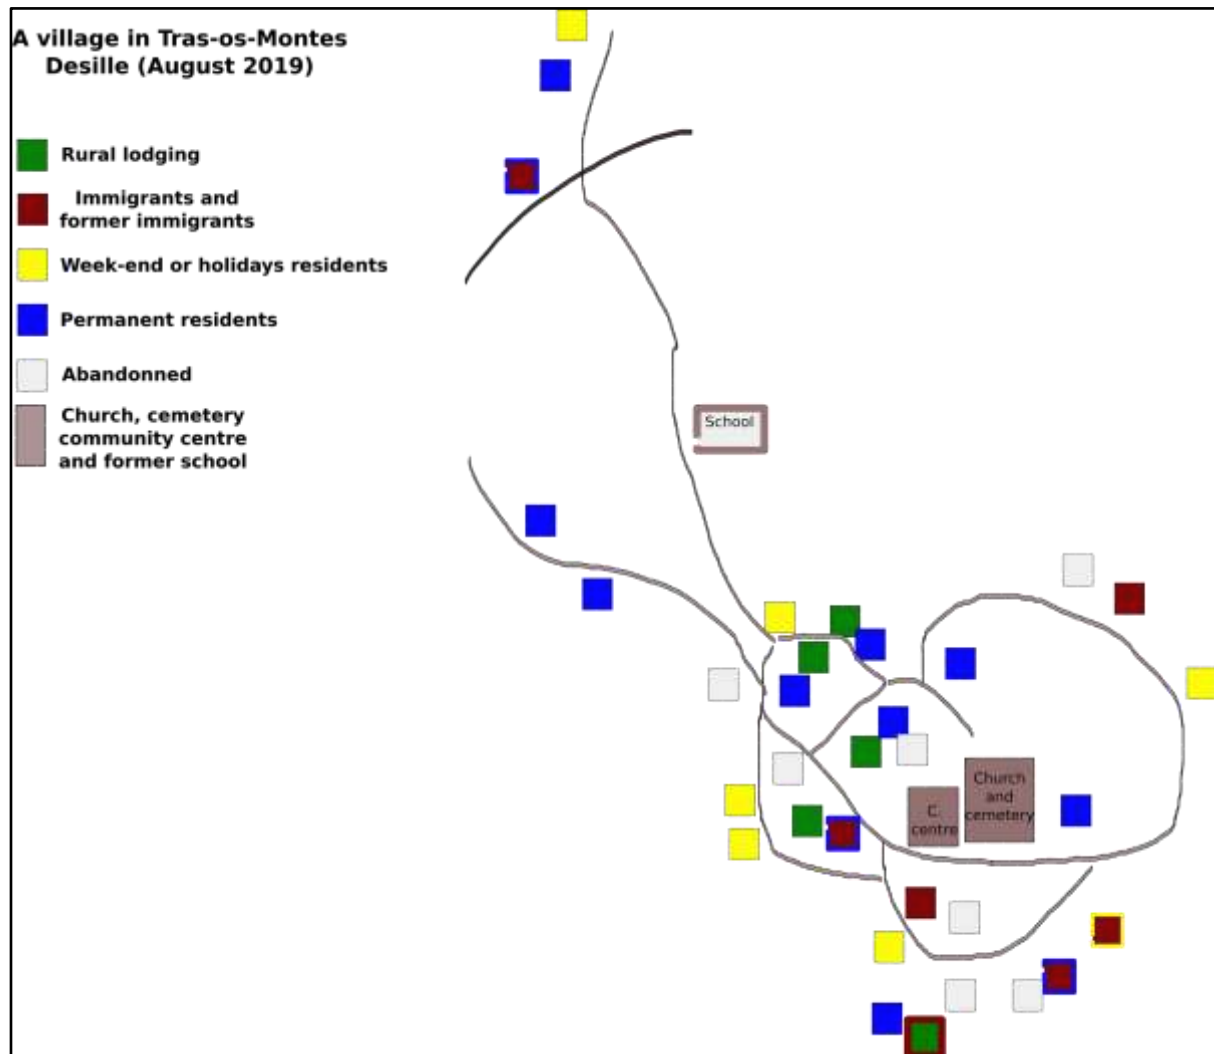 A village in Tras-os-Montes
Desille (August 2019)
Rural lodging
Immigrants and
former immigrants
Week-end or holidays residents
Permanent residents
Abandonned
Church, cemetery
community centre
and former school
School
Church
and
cemetery
C.
centre